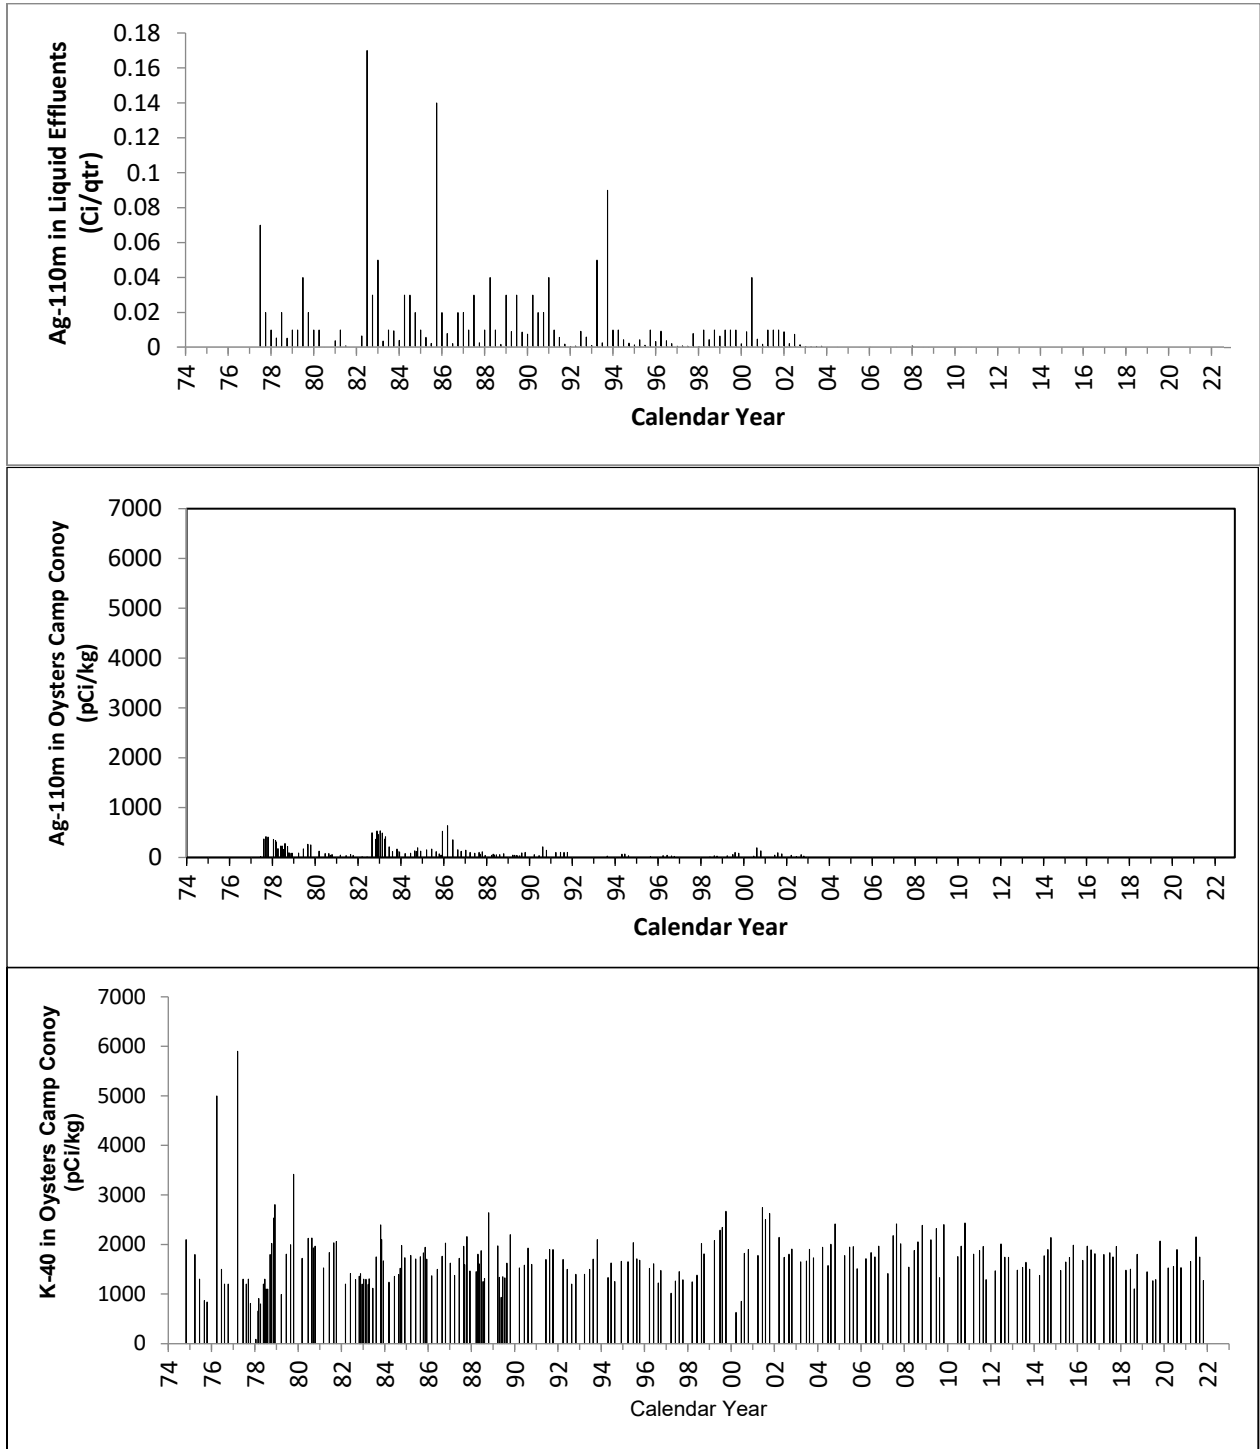 Ag-110m in Liquid Effluents
(Ci/qtr)
0.18
0.16
0.14
0.12
0.1
0.08
0.06
0.04
0.02
0
74 76 78 80 82 84 86 88 90 92 94 96 98 00 02 04 06 08 10 12 14 16 18 20 22
Calendar Year
Ag-110m in Oysters Camp Conoy
(pCi/kg)
7000
6000
5000
4000
3000
2000
1000
0
74 76 78 80 82 84 86 88 90 92 94 96 98 00 02 04 06 08 10 12 14 16 18 20 22
Calendar Year
K-40 in Oysters Camp Conoy
(pCi/kg)
7000
6000
5000
4000
3000
2000
1000
0
74 76 78 80 82 84 86 88 90 92 94 96 98 00 02 04 06 08 10 12 14 16 18 20 22
Calendar Year